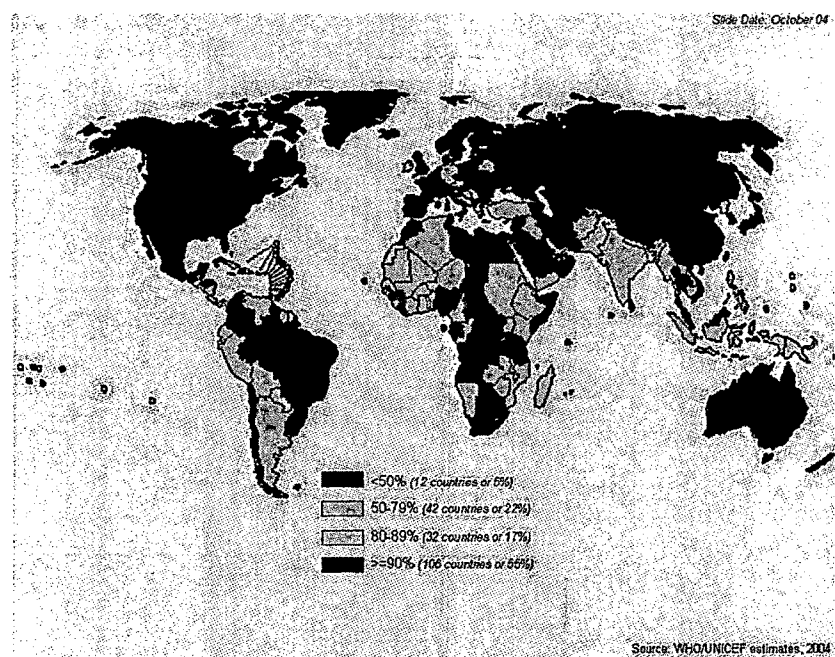 Slide Date: October 04
<50% (12 countries or 6%)
50-79% (42 countries or 22%)
80-89% (32 countries or 17%)
>=90% (106 countries or 55%)
Source: WHO/UNICEF estimates, 2004